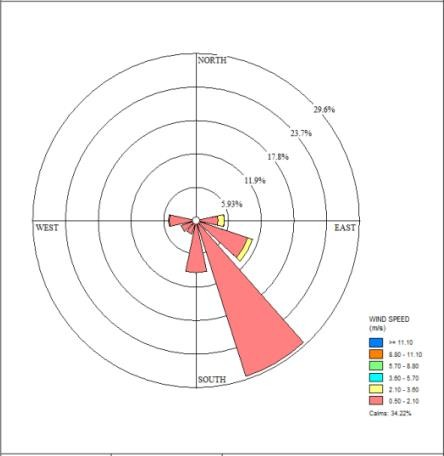 NORTH
29.6%
23.7%
17.8%
11.9%
5.93%
WEST
EAST
SOUTH
WIND SPEED
(m/s)
>= 11.10
8.80 - 11.10
5.70 - 8.80
3.60 - 5.70
2.10 - 3.60
0.50 - 2.10
Calms: 34.22%